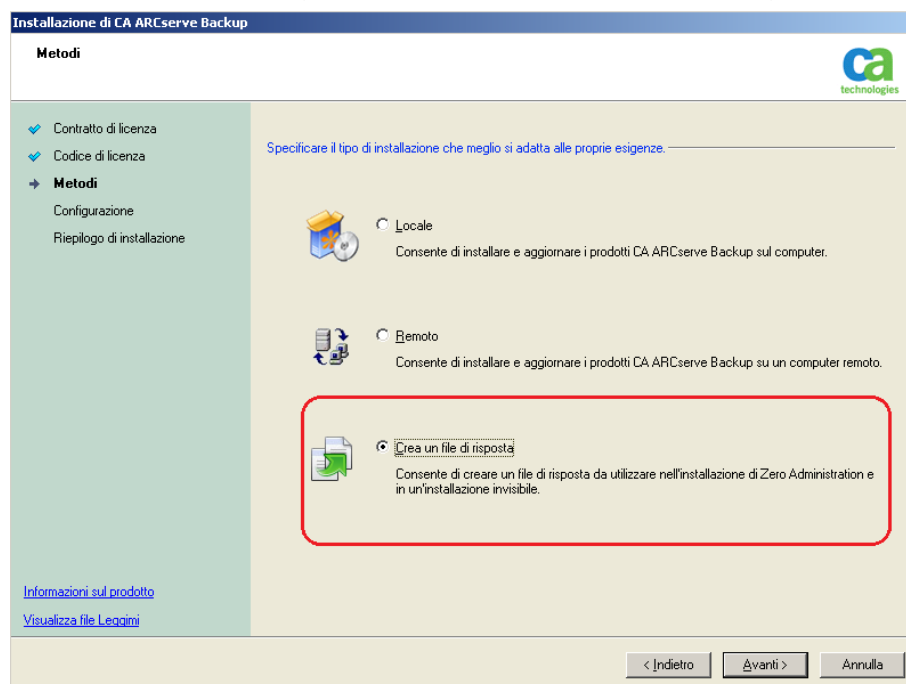 Installazione di CA ARCserve Backup
Metodi
ca
technologies
Contratto di licenza
Codice di licenza
Metodi
Configurazione
Riepilogo di installazione
Specificare il tipo di installazione che meglio si adatta alle proprie esigenze.
Locale
Consente di installare e aggiornare i prodotti CA ARCserve Backup sul computer.
Remoto
Consente di installare e aggiornare i prodotti CA ARCserve Backup su un computer remoto.
Crea un file di risposta
Consente di creare un file di risposta da utilizzare nell'installazione di Zero Administration e
in un'installazione invisibile.
Informazioni sul prodotto
Visualizza file Leggimi
< Indietro
Avanti >
Annulla